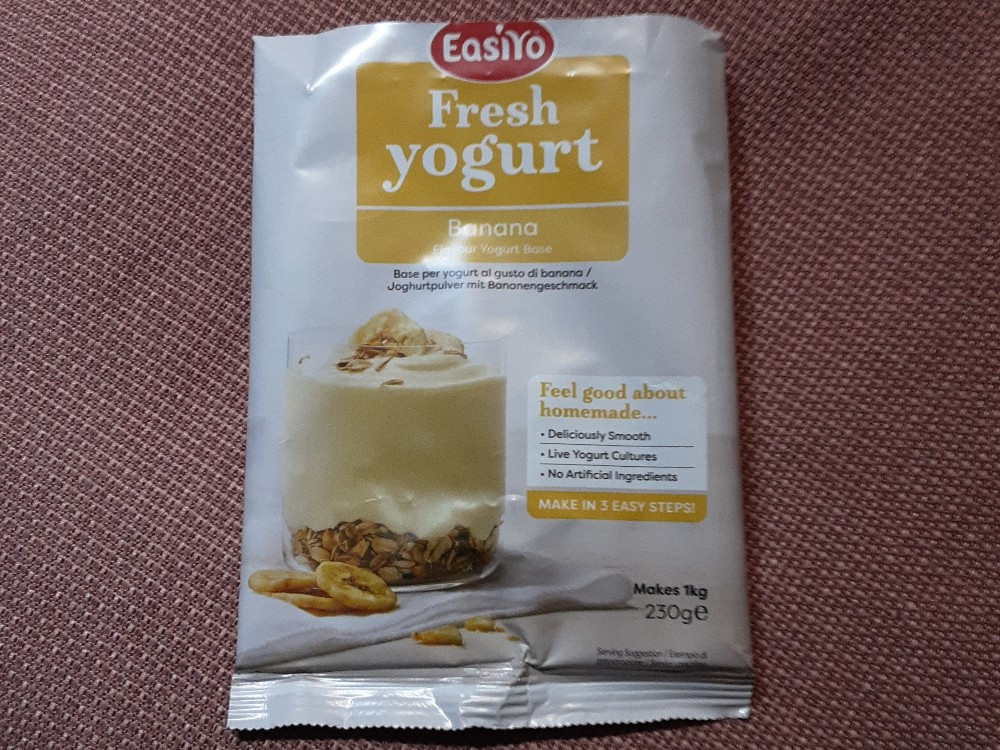 EasiYo
Fresh
yogurt
Banana
Flavour Yogurt Base
Base per yogurt al gusto di banana /
Joghurtpulver mit Bananengeschmack
Feel good about
homemade...
• Deliciously Smooth
• Live Yogurt Cultures
• No Artificial Ingredients
MAKE IN 3 EASY STEPS!
Makes 1kg
230g℮
Serving Suggestion / Esempio di